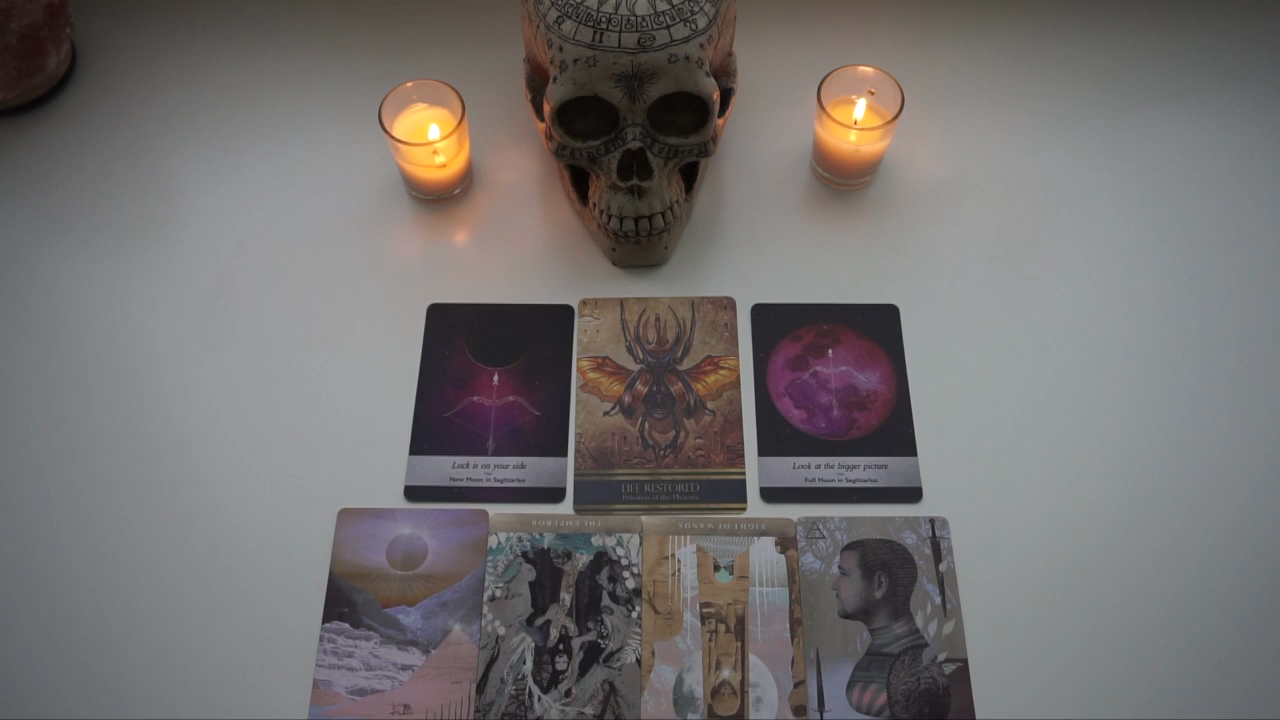 Luck is on your side
New Moon in Sagittarius
LIFE RESTORED
Priestess of the Phoenix
Look at the bigger picture
Full Moon in Sagittarius
THE EMPEROR
EIGHT OF WANDS